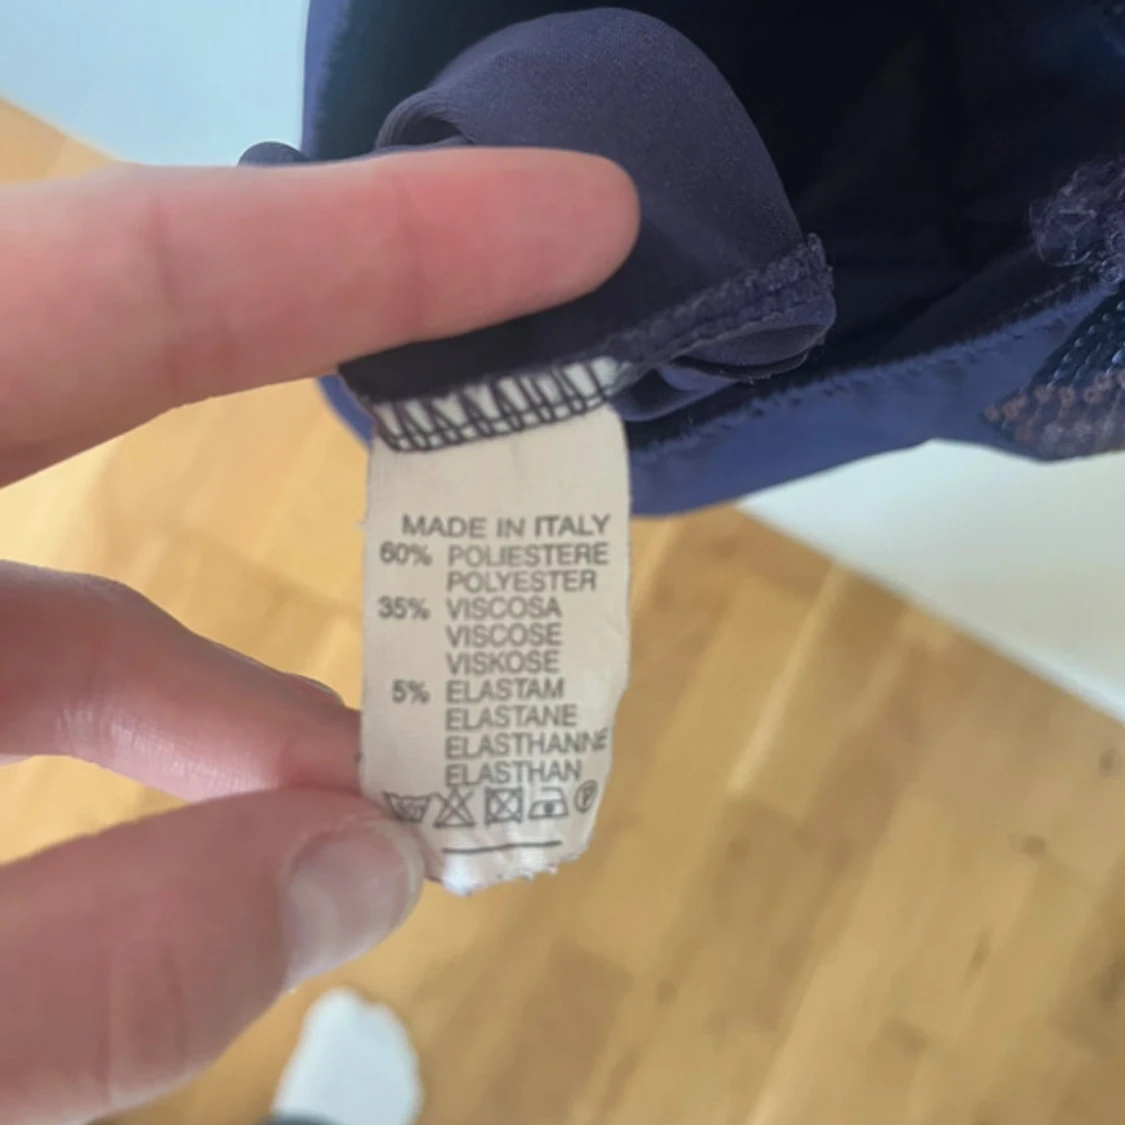 MADE IN ITALY
60% POLIESTERE
POLYESTER
35% VISCOSA
VISCOSE
VISKOSE
5% ELASTAM
ELASTANE
ELASTHANNE
ELASTHAN
P